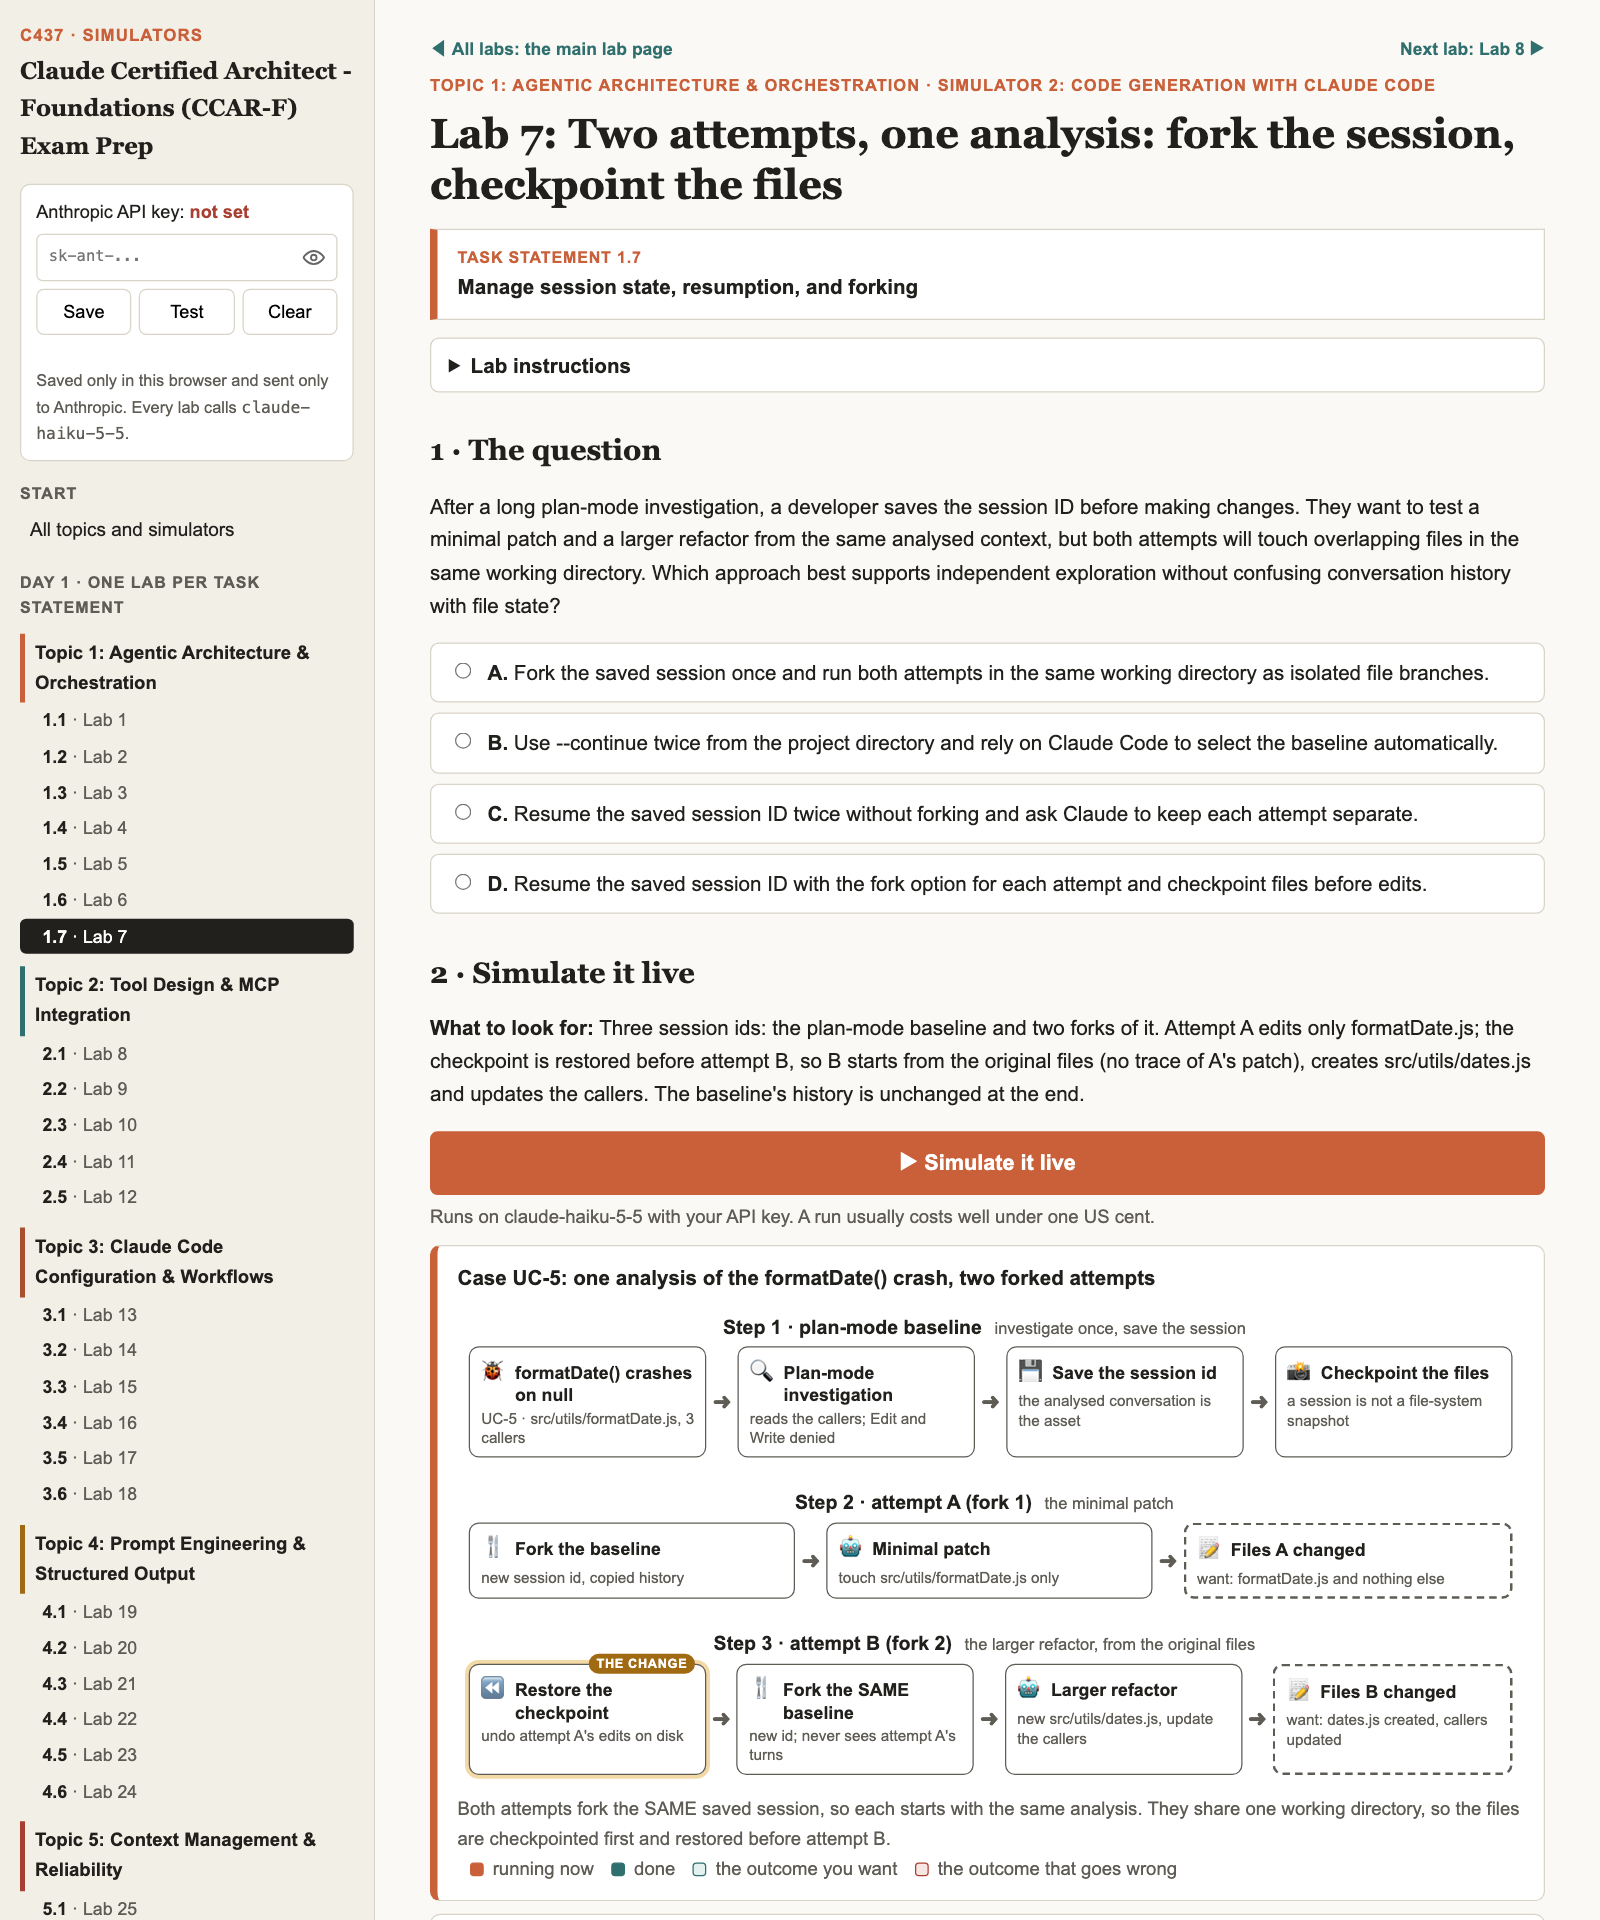 C437 · SIMULATORS
Claude Certified Architect -
Foundations (CCAR-F)
Exam Prep
Anthropic API key: not set
sk-ant-...
Save
Test
Clear
Saved only in this browser and sent only
to Anthropic. Every lab calls claude-
haiku-5-5.
START
All topics and simulators
DAY 1 · ONE LAB PER TASK
STATEMENT
Topic 1: Agentic Architecture &
Orchestration
1.1 · Lab 1
1.2 · Lab 2
1.3 · Lab 3
1.4 · Lab 4
1.5 · Lab 5
1.6 · Lab 6
1.7 · Lab 7
Topic 2: Tool Design & MCP
Integration
2.1 · Lab 8
2.2 · Lab 9
2.3 · Lab 10
2.4 · Lab 11
2.5 · Lab 12
Topic 3: Claude Code
Configuration & Workflows
3.1 · Lab 13
3.2 · Lab 14
3.3 · Lab 15
3.4 · Lab 16
3.5 · Lab 17
3.6 · Lab 18
Topic 4: Prompt Engineering &
Structured Output
4.1 · Lab 19
4.2 · Lab 20
4.3 · Lab 21
4.4 · Lab 22
4.5 · Lab 23
4.6 · Lab 24
Topic 5: Context Management &
Reliability
5.1 · Lab 25
◀ All labs: the main lab page
Next lab: Lab 8 ▶
TOPIC 1: AGENTIC ARCHITECTURE & ORCHESTRATION · SIMULATOR 2: CODE GENERATION WITH CLAUDE CODE
Lab 7: Two attempts, one analysis: fork the session,
checkpoint the files
TASK STATEMENT 1.7
Manage session state, resumption, and forking
▶ Lab instructions
1 · The question
After a long plan-mode investigation, a developer saves the session ID before making changes. They want to test a
minimal patch and a larger refactor from the same analysed context, but both attempts will touch overlapping files in the
same working directory. Which approach best supports independent exploration without confusing conversation history
with file state?
A. Fork the saved session once and run both attempts in the same working directory as isolated file branches.
B. Use --continue twice from the project directory and rely on Claude Code to select the baseline automatically.
C. Resume the saved session ID twice without forking and ask Claude to keep each attempt separate.
D. Resume the saved session ID with the fork option for each attempt and checkpoint files before edits.
2 · Simulate it live
What to look for: Three session ids: the plan-mode baseline and two forks of it. Attempt A edits only formatDate.js; the
checkpoint is restored before attempt B, so B starts from the original files (no trace of A's patch), creates src/utils/dates.js
and updates the callers. The baseline's history is unchanged at the end.
▶ Simulate it live
Runs on claude-haiku-5-5 with your API key. A run usually costs well under one US cent.
Case UC-5: one analysis of the formatDate() crash, two forked attempts
Step 1 · plan-mode baseline investigate once, save the session
formatDate() crashes
on null
UC-5 · src/utils/formatDate.js, 3
callers
➜
Plan-mode
investigation
reads the callers; Edit and
Write denied
➜
Save the session id
the analysed conversation is
the asset
➜
Checkpoint the files
a session is not a file-system
snapshot
Step 2 · attempt A (fork 1) the minimal patch
Fork the baseline
new session id, copied history
➜
Minimal patch
touch src/utils/formatDate.js only
➜
Files A changed
want: formatDate.js and nothing else
Step 3 · attempt B (fork 2) the larger refactor, from the original files
THE CHANGE
Restore the
checkpoint
undo attempt A's edits on disk
➜
Fork the SAME
baseline
new id; never sees attempt A's
turns
➜
Larger refactor
new src/utils/dates.js, update
the callers
➜
Files B changed
want: dates.js created, callers
updated
Both attempts fork the SAME saved session, so each starts with the same analysis. They share one working directory, so the files
are checkpointed first and restored before attempt B.
running now
done
the outcome you want
the outcome that goes wrong